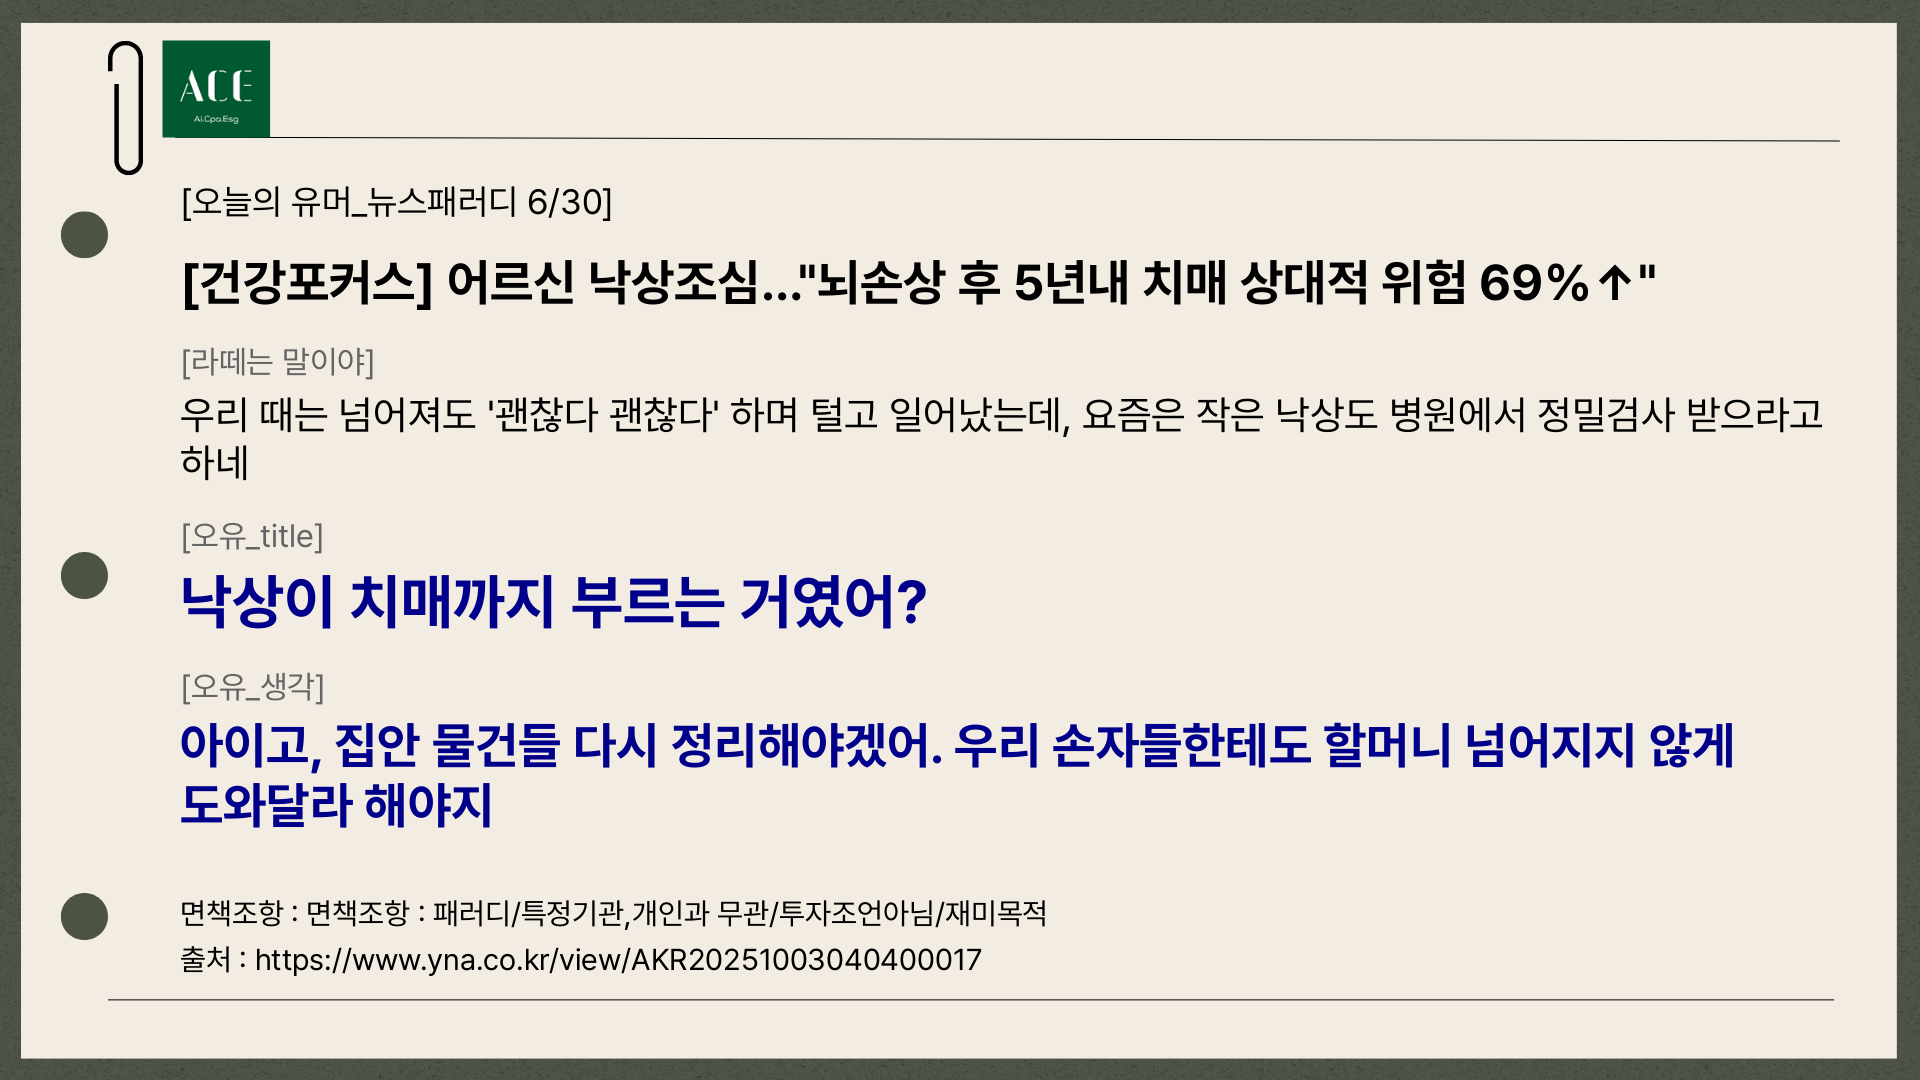 ACE
Ai.Cpa.Esg
[오늘의 유머_뉴스패러디 6/30]
[건강포커스] 어르신 낙상조심..."뇌손상 후 5년내 치매 상대적 위험 69%↑"
[라떼는 말이야]
우리 때는 넘어져도 '괜찮다 괜찮다' 하며 털고 일어났는데, 요즘은 작은 낙상도 병원에서 정밀검사 받으라고
하네
[오유_title]
낙상이 치매까지 부르는 거였어?
[오유_생각]
아이고, 집안 물건들 다시 정리해야겠어. 우리 손자들한테도 할머니 넘어지지 않게
도와달라 해야지
면책조항 : 면책조항 : 패러디/특정기관,개인과 무관/투자조언아님/재미목적
출처 : https://www.yna.co.kr/view/AKR20251003040400017